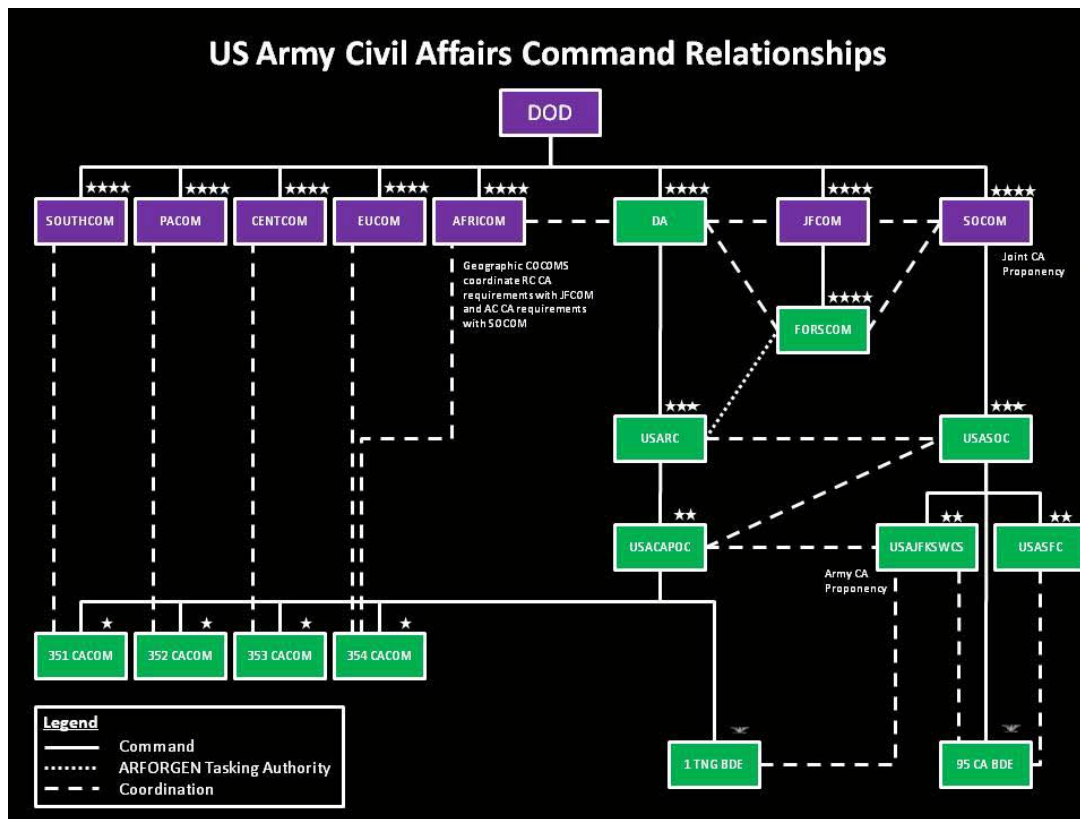 US Army Civil Affairs Command Relationships
DOD
SOUTHCOM
PACOM
CENTCOM
EUCOM
AFRICOM
DA
JFCOM
SOCOM
Geographic COCOMS
coordinate RC CA
requirements with JFCOM
and AC CA requirements
with SOCOM
Joint CA
Proponency
FORSCOM
USARC
USASOC
USACAPOC
USAJFKSWCS
USASFC
Army CA
Proponency
351 CACOM
352 CACOM
353 CACOM
354 CACOM
Legend
Command
ARFORGEN Tasking Authority
Coordination
1 TNG BDE
95 CA BDE